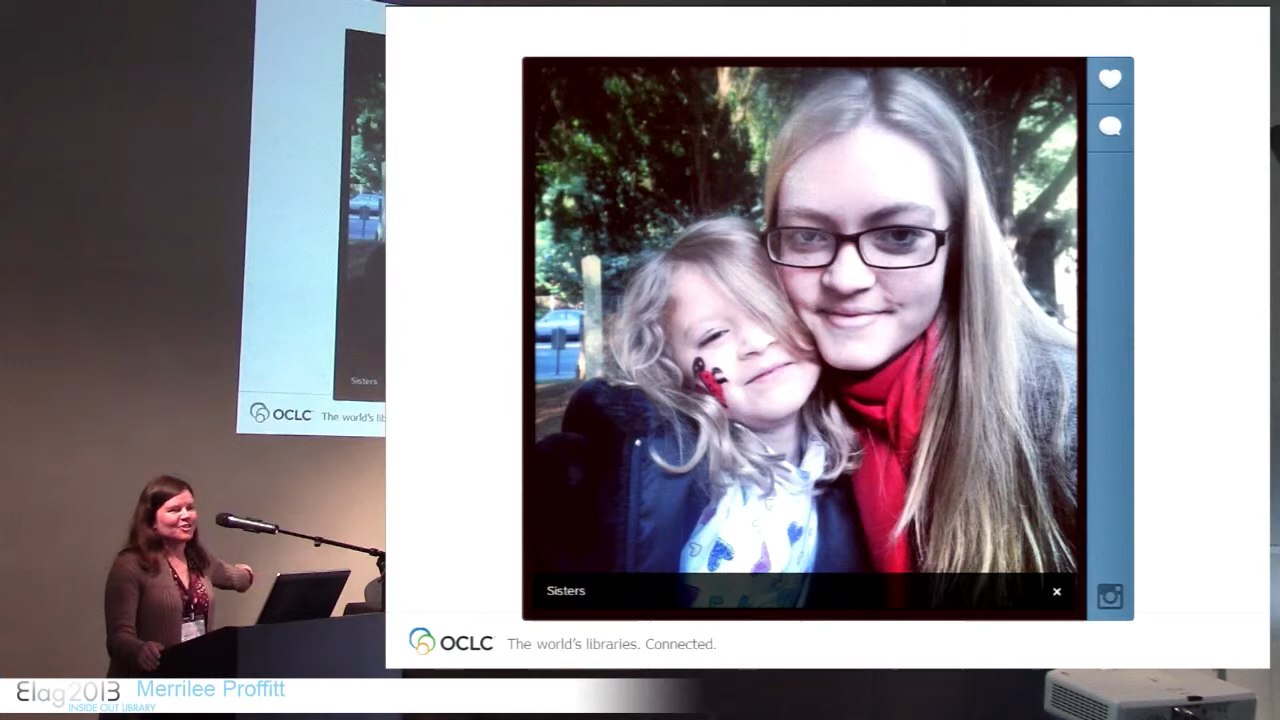 Sisters
OCLC The world's lib
Sisters
OCLC The world's libraries. Connected.
Elag2013 Merrilee Proffitt
INSIDE OUT LIBRARY